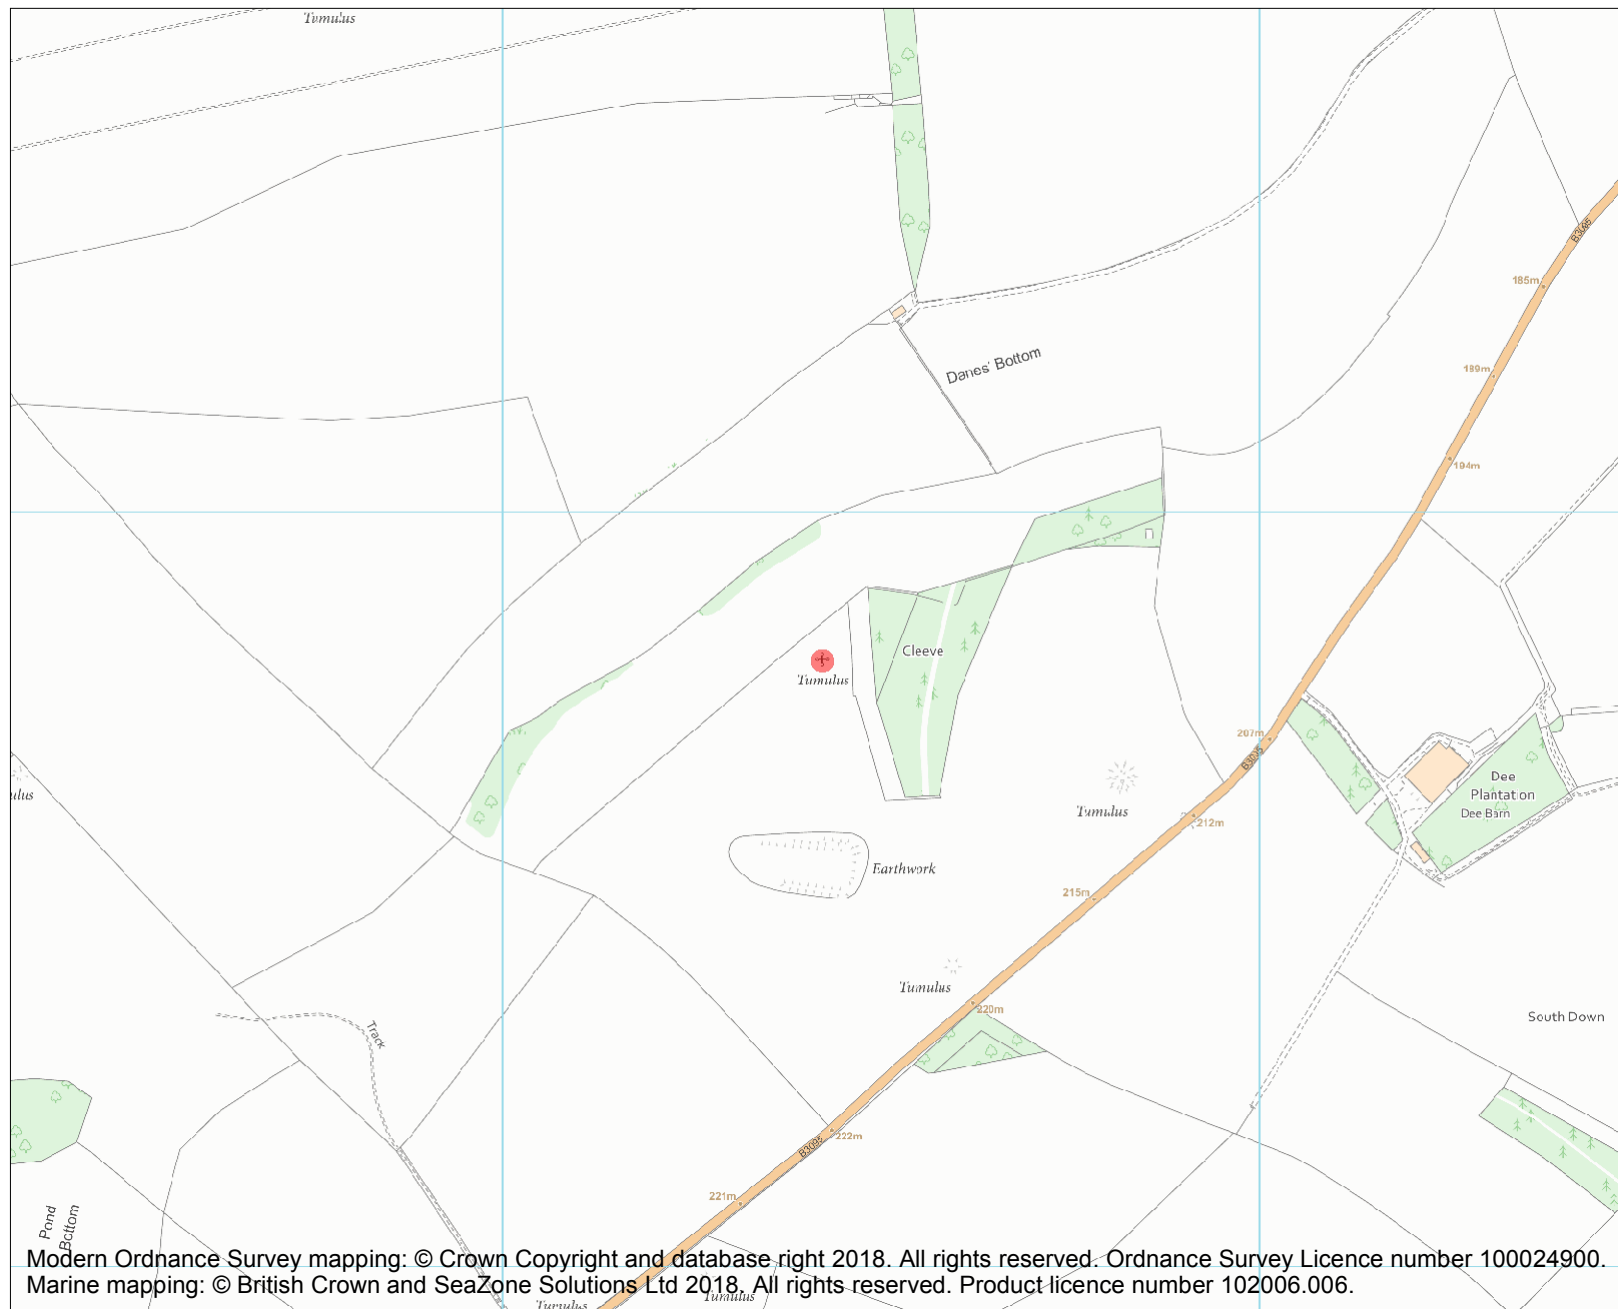 Tumulus
B3095
185m
Danes' Bottom
189m
194m
Cleeve
Tumulus
207m
B3095
Dee
Plantation
Dee Barn
ulus
Tumulus
212m
Earthwork
215m
Tumulus
220m
South Down
Track
222m
B3095
221m
Pond
Bottom
Modern Ordnance Survey mapping: © Crown Copyright and database right 2018. All rights reserved. Ordnance Survey Licence number 100024900.
Marine mapping: © British Crown and SeaZone Solutions Ltd 2018. All rights reserved. Product licence number 102006.006.
Tumulus
Tumulus